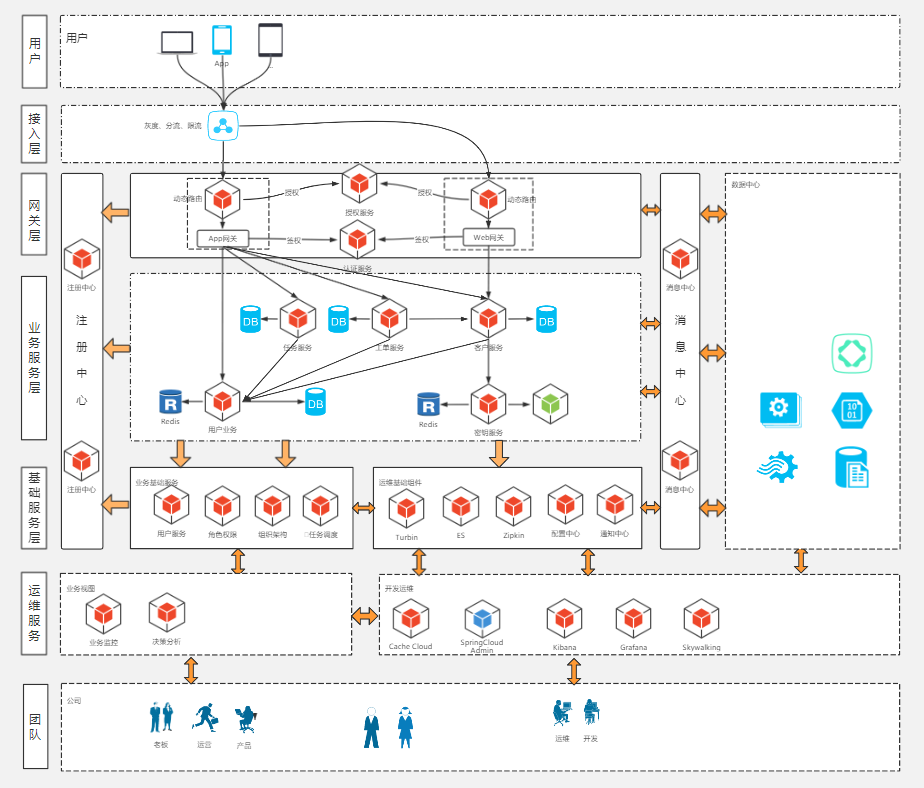 用户
用户
App
接入层
灰度、分流、限流
网关层
动态路由
授权
授权服务
授权
动态路由
数据中心
App网关
鉴权
鉴权
Web网关
认证服务
注册中心
消息中心
业务服务层
注册中心
消息中心
DB
任务服务
DB
工单服务
客户服务
DB
R
Redis
用户业务
DB
R
Redis
密钥服务
10
01
基础服务层
注册中心
消息中心
业务基础服务
用户服务
角色权限
组织架构
任务调度
运维基础组件
Turbin
ES
Zipkin
配置中心
通知中心
运维服务
业务视图
业务监控
决策分析
开发运维
Cache Cloud
SpringCloud
Admin
Kibana
Grafana
Skywalking
团队
公司
老板
运营
产品
运维
开发